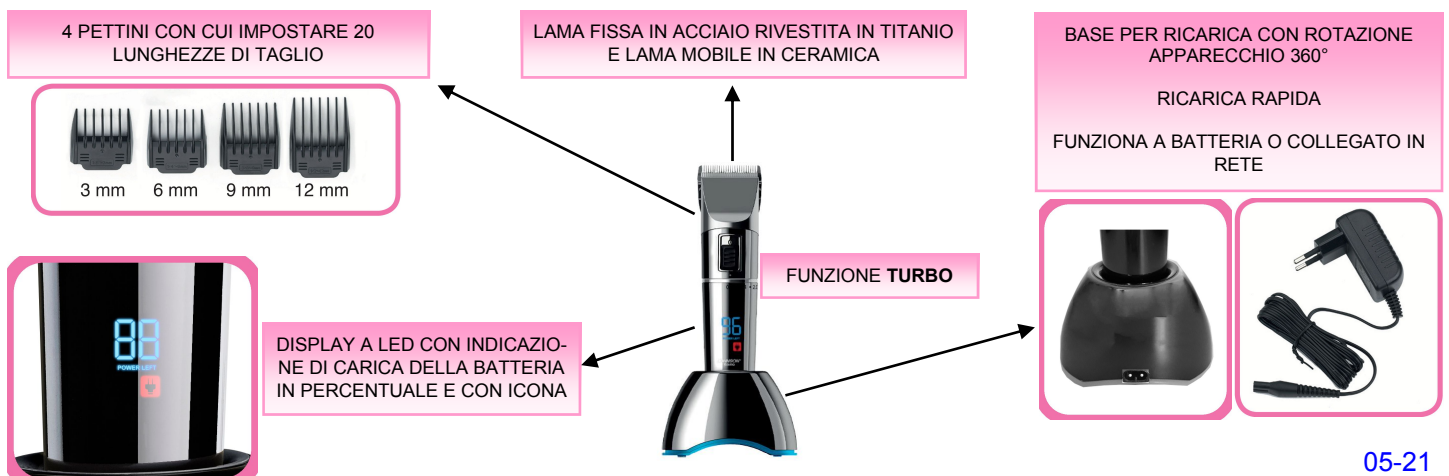 4 PETTINI CON CUI IMPOSTARE 20
LUNGHEZZE DI TAGLIO
3 mm 6 mm 9 mm 12 mm
LAMA FISSA IN ACCIAIO RIVESTITA IN TITANIO
E LAMA MOBILE IN CERAMICA
BASE PER RICARICA CON ROTAZIONE
APPARECCHIO 360°
RICARICA RAPIDA
FUNZIONA A BATTERIA O COLLEGATO IN
RETE
FUNZIONE TURBO
96
88
POWER LEFT
DISPLAY A LED CON INDICAZIO-
NE DI CARICA DELLA BATTERIA
IN PERCENTUALE E CON ICONA
05-21